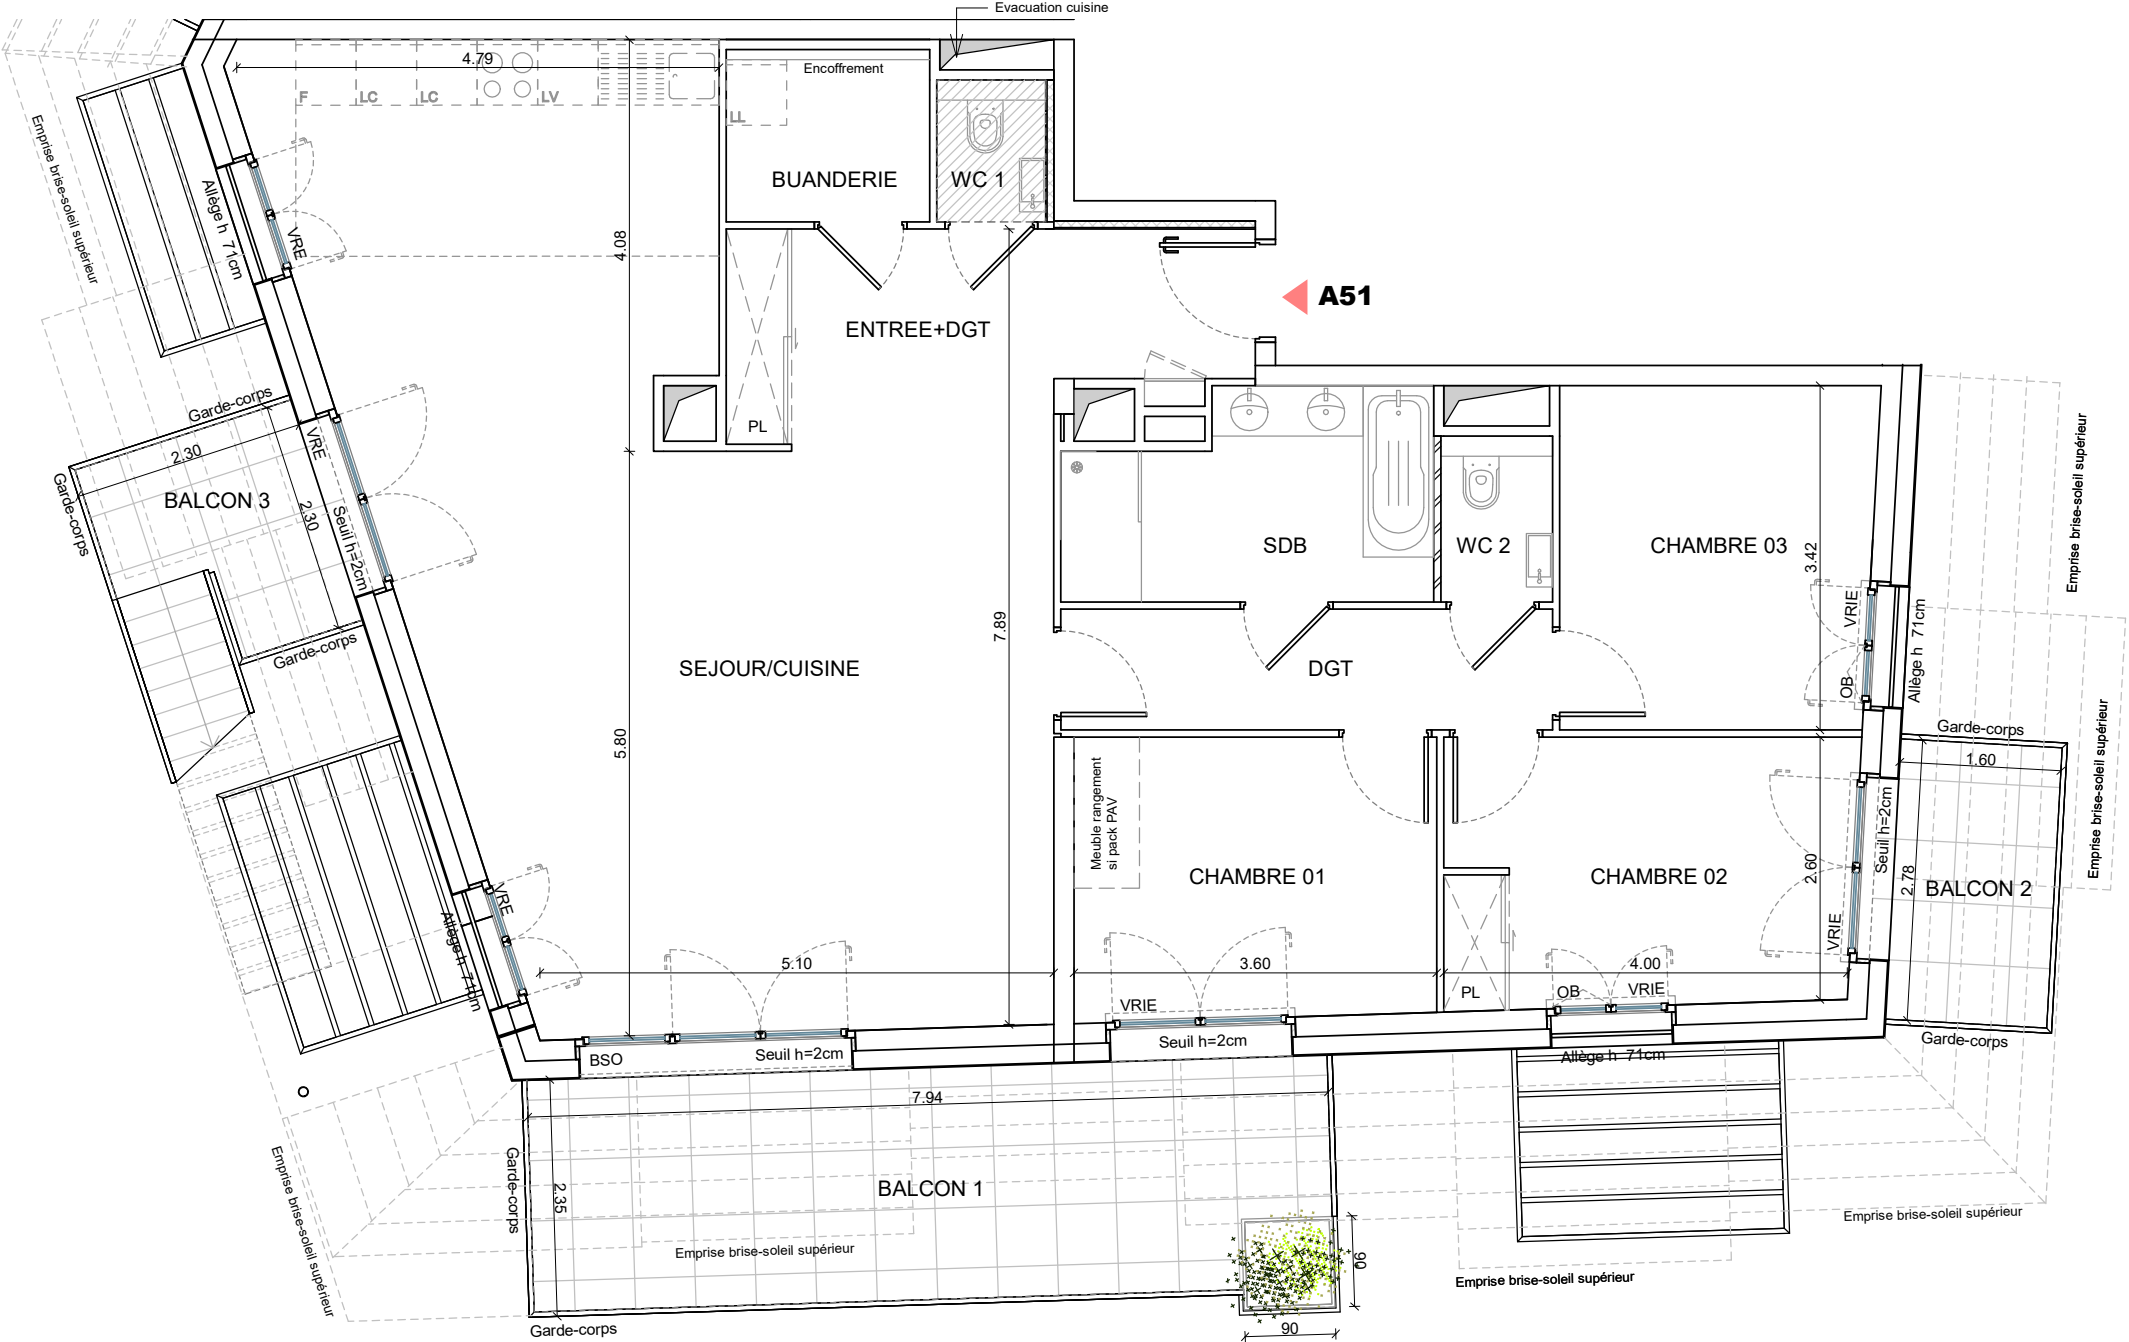 Evacuation cuisine
4.79
Encoffrement
F
LC
LC
LV
LL
BUANDERIE
WC 1
Emprise brise-soleil supérieur
Allège h 71cm
VRE
4.08
A51
ENTREE+DGT
PL
Garde-corps
2.30
VRE
Garde-corps
BALCON 3
2.30
Seuil h=2cm
Garde-corps
SDB
WC 2
CHAMBRE 03
3.42
Emprise brise-soleil supérieur
VRIE
OB
Allège h 71cm
7.89
SEJOUR/CUISINE
DGT
5.80
Garde-corps
1.60
Emprise brise-soleil supérieur
Meuble rangement
si pack PAV
CHAMBRE 01
CHAMBRE 02
2.60
Seuil h=2cm
2.78
BALCON 2
VRIE
VRE
Allège h 71cm
5.10
3.60
4.00
PL
OB
VRIE
VRIE
BSO
Seuil h=2cm
Seuil h=2cm
Allège h 71cm
Garde-corps
7.94
Garde-corps
2.35
BALCON 1
Emprise brise-soleil supérieur
Emprise brise-soleil supérieur
Emprise brise-soleil supérieur
Emprise brise-soleil supérieur
90
90
Garde-corps